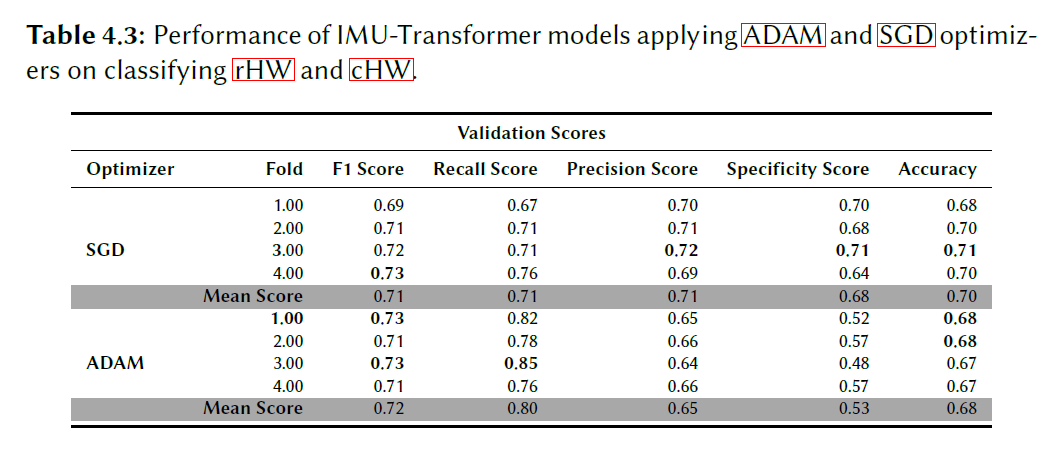 Table 4.3: Performance of IMU-Transformer models applying ADAM and SGD optimiz-
ers on classifying rHW and cHW.
Validation Scores
Optimizer Fold F1 Score Recall Score Precision Score Specificity Score Accuracy
1.00 0.69 0.67 0.70 0.70 0.68
2.00 0.71 0.71 0.71 0.68 0.70
SGD 3.00 0.72 0.71 0.72 0.71 0.71
4.00 0.73 0.76 0.69 0.64 0.70
Mean Score 0.71 0.71 0.71 0.68 0.70
1.00 0.73 0.82 0.65 0.52 0.68
2.00 0.71 0.78 0.66 0.57 0.68
ADAM 3.00 0.73 0.85 0.64 0.48 0.67
4.00 0.71 0.76 0.66 0.57 0.67
Mean Score 0.72 0.80 0.65 0.53 0.68